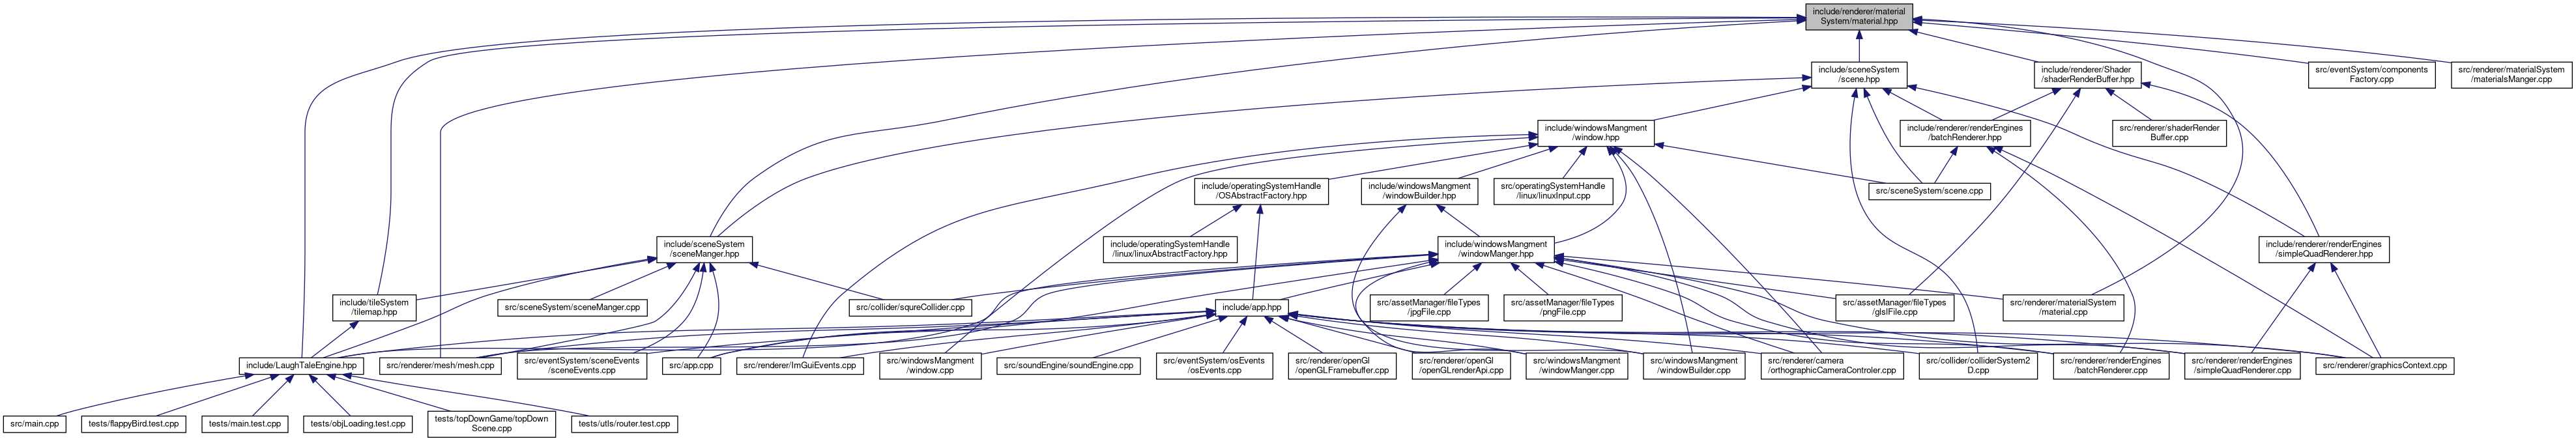 include/renderer/material
System/material.hpp
include/sceneSystem
/scene.hpp
include/renderer/Shader
/shaderRenderBuffer.hpp
src/eventSystem/components
Factory.cpp
src/renderer/materialSystem
/materialsManger.cpp
include/windowsMangment
/window.hpp
include/renderer/renderEngines
/batchRenderer.hpp
src/renderer/shaderRender
Buffer.cpp
include/operatingSystemHandle
/OSAbstractFactory.hpp
include/windowsMangment
/windowBuilder.hpp
src/operatingSystemHandle
/linux/linuxInput.cpp
src/sceneSystem/scene.cpp
include/sceneSystem
/sceneManger.hpp
include/operatingSystemHandle
/linux/linuxAbstractFactory.hpp
include/windowsMangment
/windowManger.hpp
include/renderer/renderEngines
/simpleQuadRenderer.hpp
include/tileSystem
/tilemap.hpp
src/sceneSystem/sceneManger.cpp
src/collider/squreCollider.cpp
include/app.hpp
src/assetManager/fileTypes
/jpgFile.cpp
src/assetManager/fileTypes
/pngFile.cpp
src/assetManager/fileTypes
/glslFile.cpp
src/renderer/materialSystem
/material.cpp
include/LaughTaleEngine.hpp
src/renderer/mesh/mesh.cpp
src/eventSystem/sceneEvents
/sceneEvents.cpp
src/app.cpp
src/renderer/ImGuiEvents.cpp
src/windowsMangment
/window.cpp
src/soundEngine/soundEngine.cpp
src/eventSystem/osEvents
/osEvents.cpp
src/renderer/openGl
/openGLFramebuffer.cpp
src/renderer/openGl
/openGLrenderApi.cpp
src/windowsMangment
/windowManger.cpp
src/windowsMangment
/windowBuilder.cpp
src/renderer/camera
/orthographicCameraControler.cpp
src/collider/colliderSystem2
D.cpp
src/renderer/renderEngines
/batchRenderer.cpp
src/renderer/renderEngines
/simpleQuadRenderer.cpp
src/renderer/graphicsContext.cpp
src/main.cpp
tests/flappyBird.test.cpp
tests/main.test.cpp
tests/objLoading.test.cpp
tests/topDownGame/topDown
Scene.cpp
tests/utls/router.test.cpp